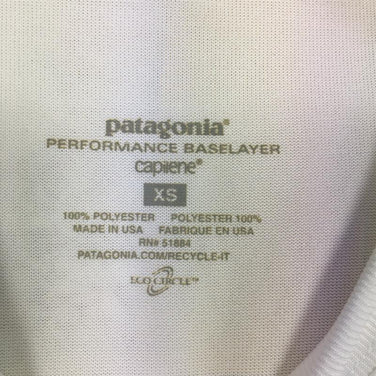 patagonia®
PERFORMANCE BASELAYER
capilene®
XS
100% POLYESTER POLYESTER 100%
MADE IN USA FABRIQUE EN USA
RN# 51884
PATAGONIA.COM/RECYCLE-IT
ECO CIRCLE™